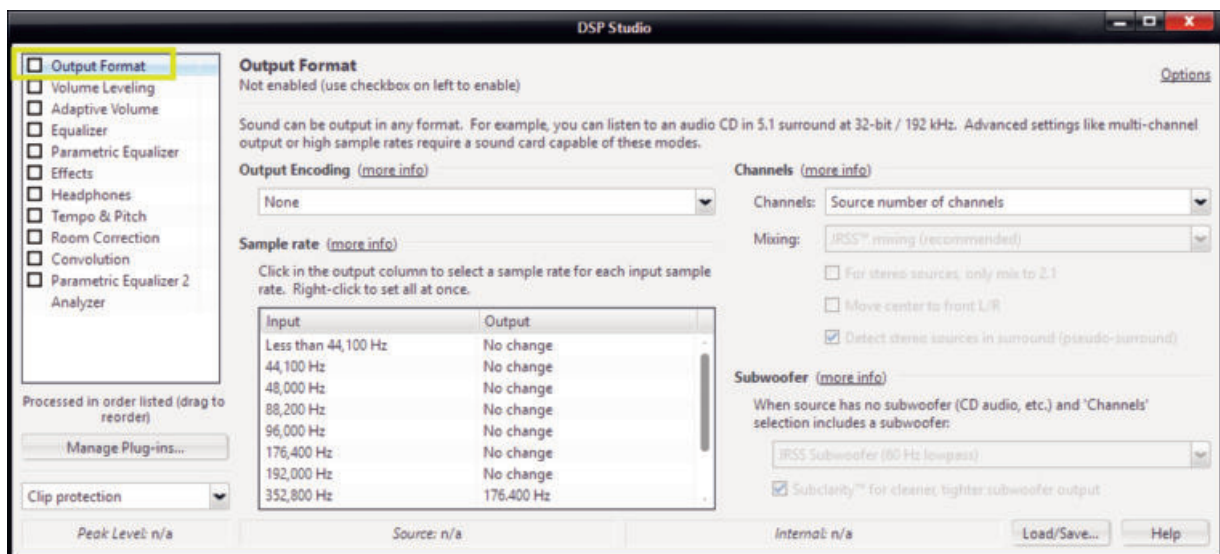 DSP Studio
Output Format
Volume Leveling
Adaptive Volume
Equalizer
Parametric Equalizer
Effects
Headphones
Tempo & Pitch
Room Correction
Convolution
Parametric Equalizer 2
Analyzer
Processed in order listed (drag to
reorder)
Manage Plug-ins...
Clip protection
Output Format
Not enabled (use checkbox on left to enable)
Options
Sound can be output in any format. For example, you can listen to an audio CD in 5.1 surround at 32-bit / 192 kHz. Advanced settings like multi-channel
output or high sample rates require a sound card capable of these modes.
Output Encoding (more info)
None
Sample rate (more info)
Click in the output column to select a sample rate for each input sample
rate. Right-click to set all at once.
Input Output
Less than 44,100 Hz No change
44,100 Hz No change
48,000 Hz No change
88,200 Hz No change
96,000 Hz No change
176,400 Hz No change
192,000 Hz No change
352,800 Hz 176.400 Hz
Channels (more info)
Channels: Source number of channels
Mixing: JRSS™ mixing (recommended)
For stereo sources, only mix to 2.1
Move center to front L/R
Detect stereo sources in surround (pseudo-surround)
Subwoofer (more info)
When source has no subwoofer (CD audio, etc.) and 'Channels'
selection includes a subwoofer:
JRSS Subwoofer (80 Hz lowpass)
Subclarity™ for cleaner, tighter subwoofer output
Peak Level: n/a Source: n/a Internal: n/a Load/Save... Help